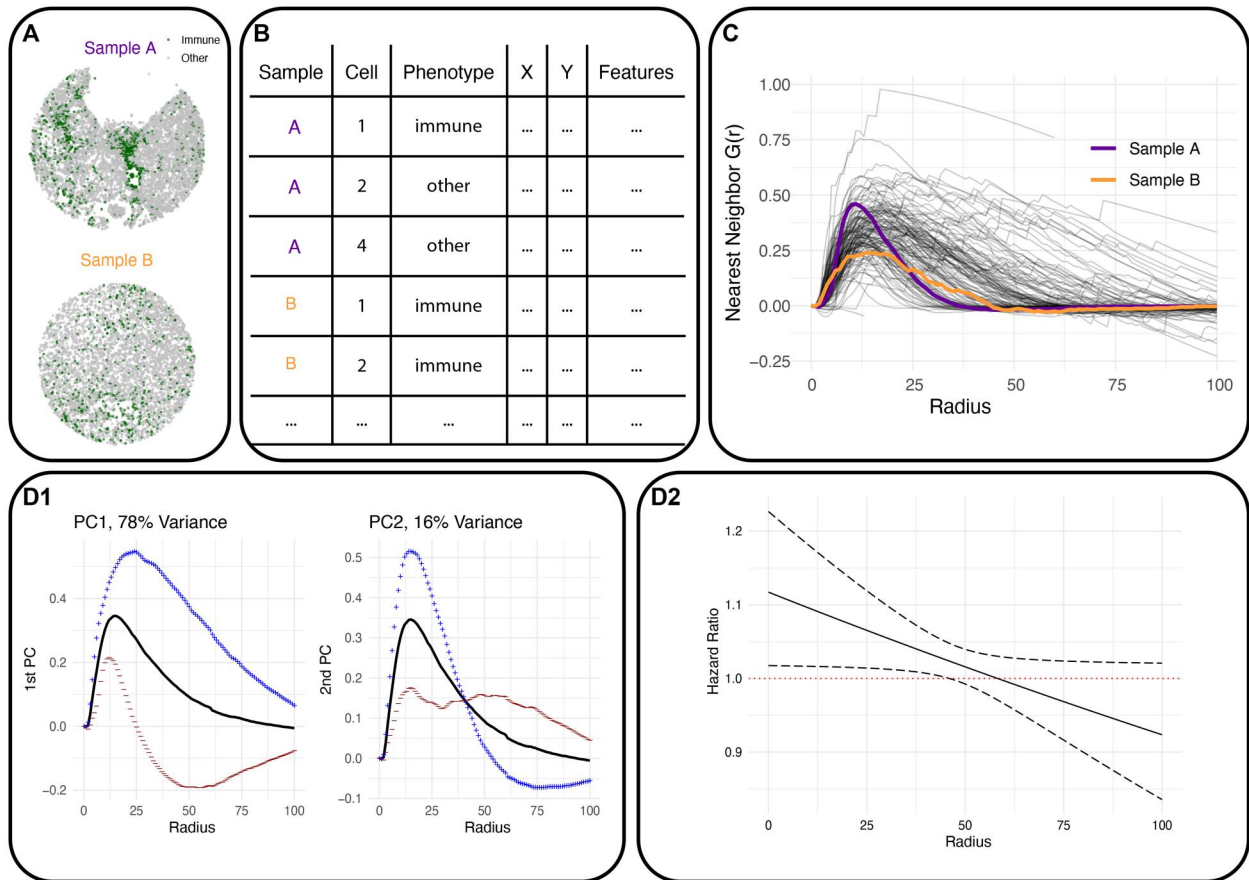 A
Sample A
Immune
Other
Sample B
B
Sample Cell Phenotype X Y Features
A 1 immune ... ... ...
A 2 other ... ... ...
A 4 other ... ... ...
B 1 immune ... ... ...
B 2 immune ... ... ...
... ... ... ... ... ...
C
Nearest Neighbor G(r)
1.00
0.75
0.50
0.25
0.00
−0.25
Sample A
Sample B
0 25 50 75 100
Radius
D1
PC1, 78% Variance
1st PC
0.4
0.2
0.0
−0.2
0 25 50 75 100
Radius
PC2, 16% Variance
2nd PC
0.5
0.4
0.3
0.2
0.1
0.0
−0.1
0 25 50 75 100
Radius
D2
Hazard Ratio
1.2
1.1
1.0
0.9
0 25 50 75 100
Radius